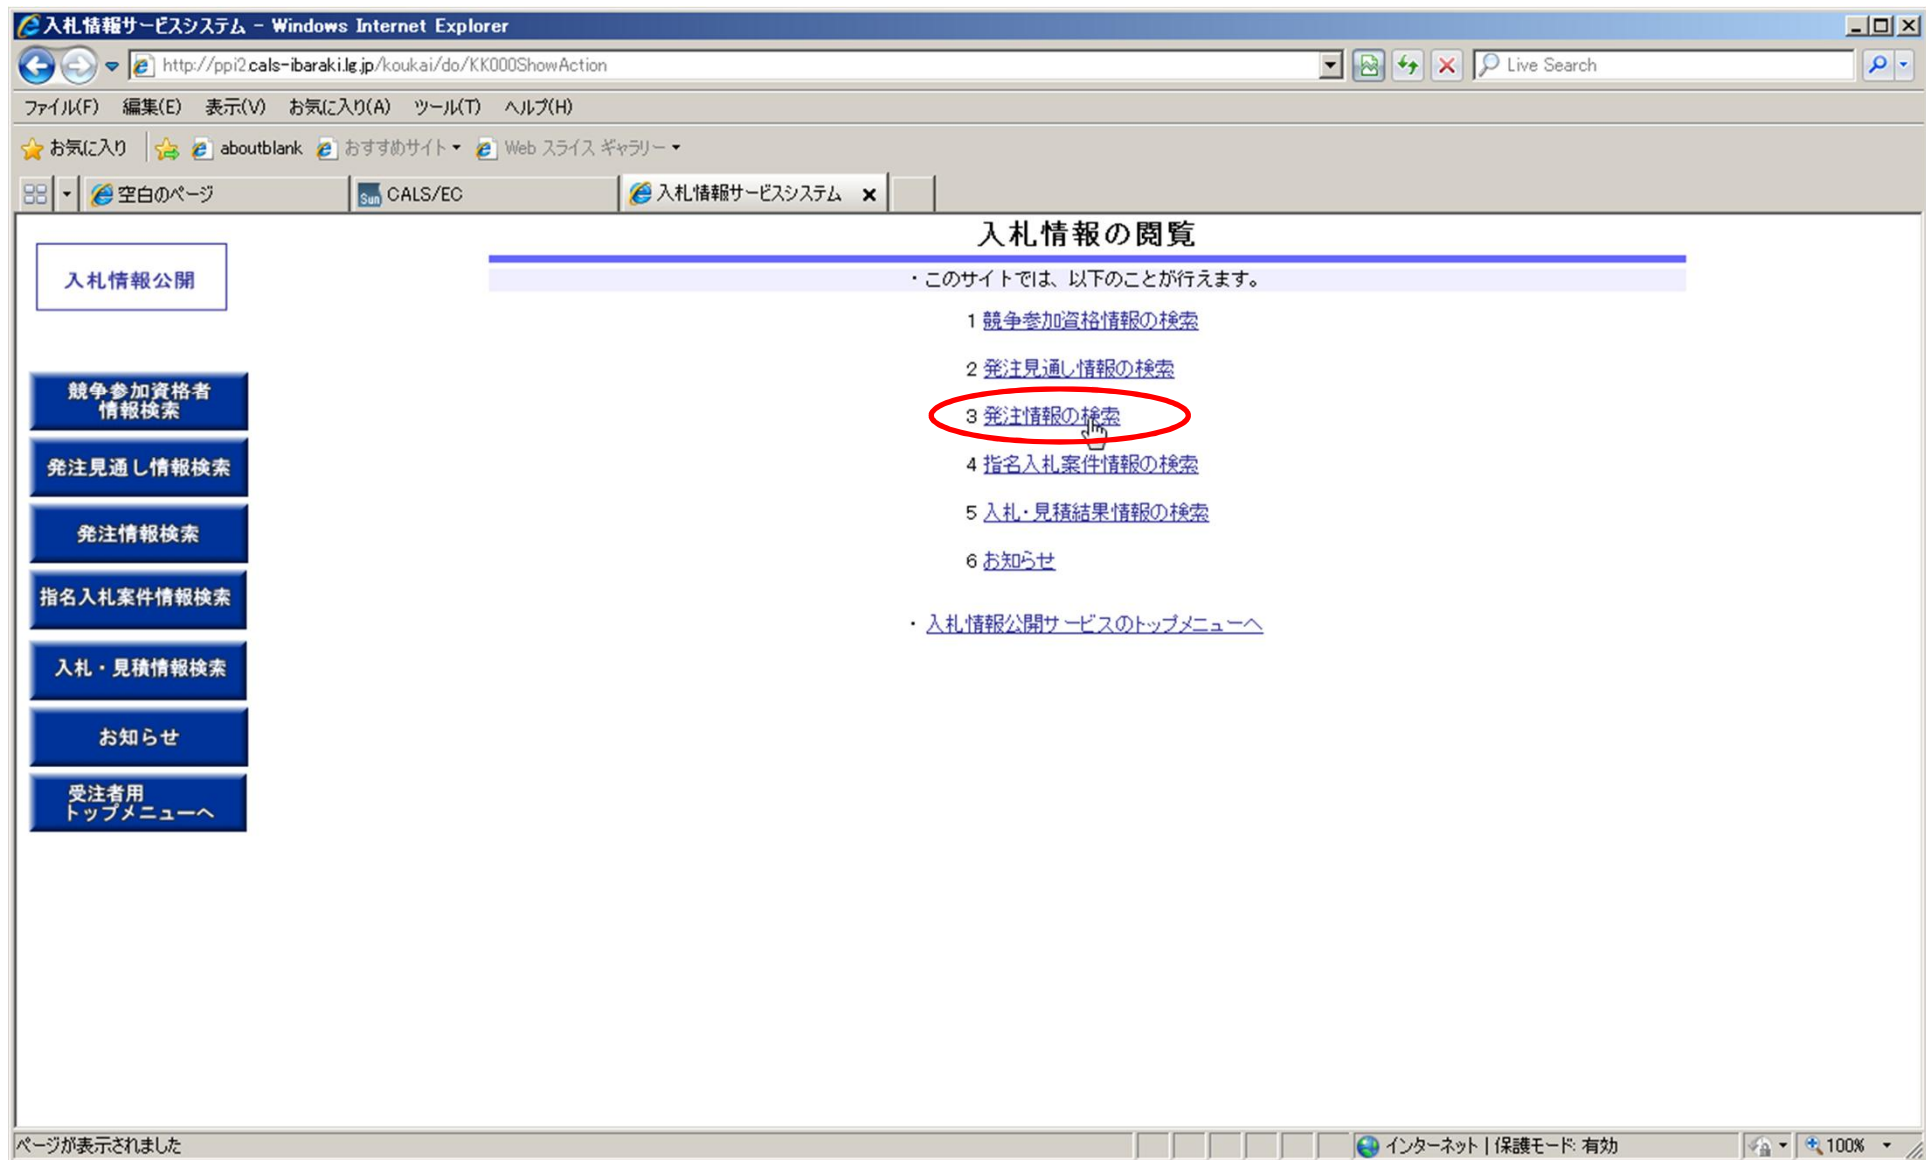 入札情報サービスシステム - Windows Internet Explorer
http://ppi2.cals-ibaraki.lg.jp/koukai/do/KK000ShowAction
Live Search
ファイル(F) 編集(E) 表示(V) お気に入り(A) ツール(T) ヘルプ(H)
お気に入り aboutblank おすすめサイト Web スライス ギャラリー
空白のページ Sun CALS/EC 入札情報サービスシステム
入札情報の閲覧
・このサイトでは、以下のことが行えます。
1 競争参加資格情報の検索
2 発注見通し情報の検索
3 発注情報の検索
4 指名入札案件情報の検索
5 入札・見積結果情報の検索
6 お知らせ
・入札情報公開サービスのトップメニューへ
入札情報公開
競争参加資格者
情報検索
発注見通し情報検索
発注情報検索
指名入札案件情報検索
入札・見積情報検索
お知らせ
受注者用
トップメニューへ
ページが表示されました
インターネット | 保護モード: 有効
100%